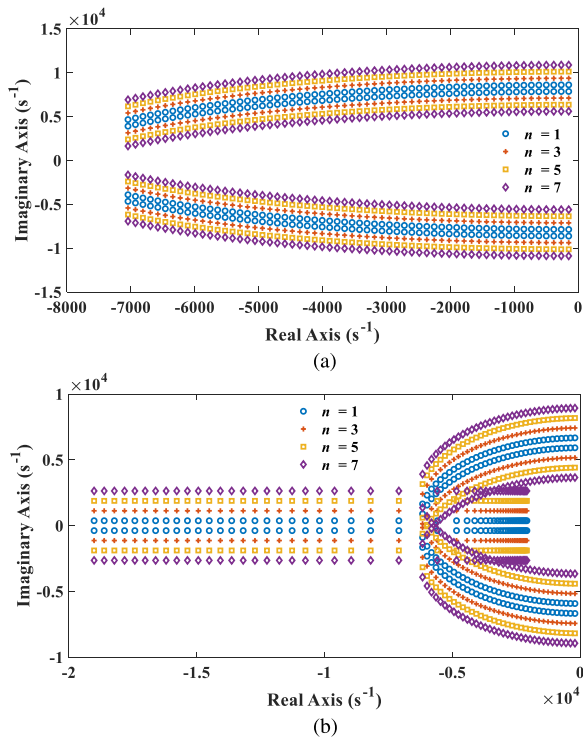 ×10⁴
1.5
1
0.5
0
-0.5
-1
-1.5
Imaginary Axis (s⁻¹)
n = 1
n = 3
n = 5
n = 7
-8000 -7000 -6000 -5000 -4000 -3000 -2000 -1000 0
Real Axis (s⁻¹)
(a)
×10⁴
1
0.5
0
-0.5
-1
Imaginary Axis (s⁻¹)
n = 1
n = 3
n = 5
n = 7
-2 -1.5 -1 -0.5 0
×10⁴
Real Axis (s⁻¹)
(b)